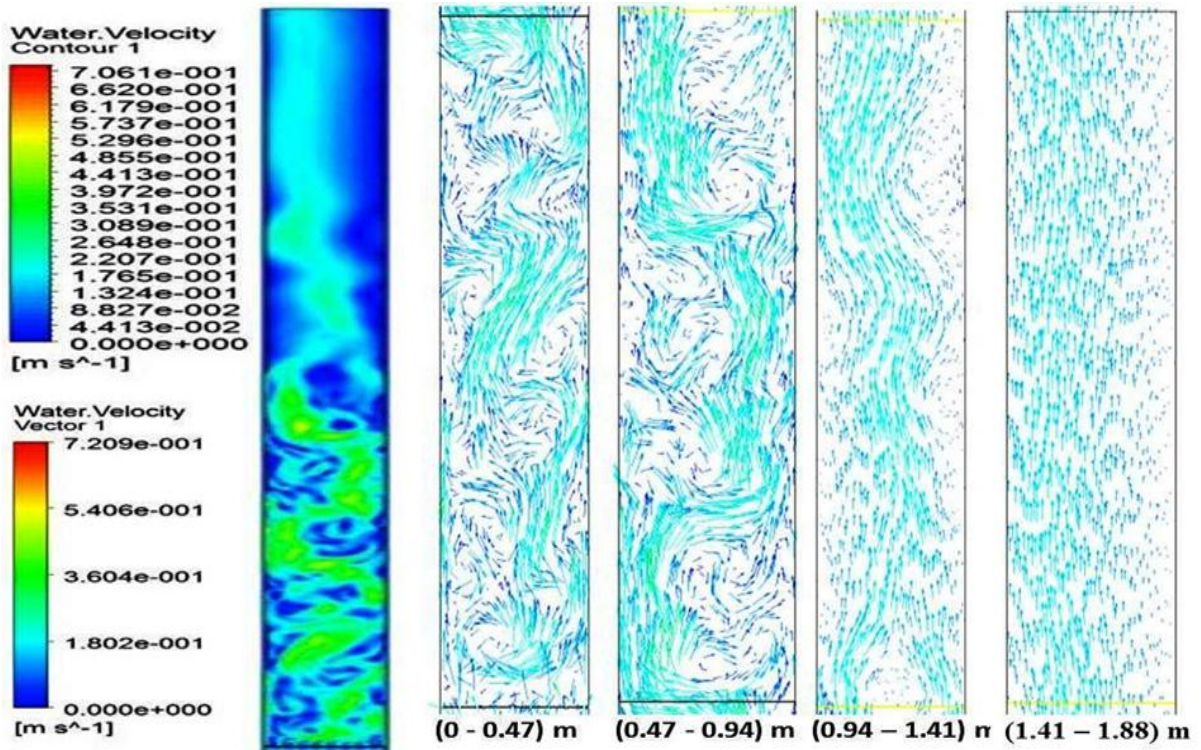 Water.Velocity
Contour 1
7.061e-001
6.620e-001
6.179e-001
5.737e-001
5.296e-001
4.855e-001
4.413e-001
3.972e-001
3.531e-001
3.089e-001
2.648e-001
2.207e-001
1.765e-001
1.324e-001
8.827e-002
4.413e-002
0.000e+000
[m s^-1]
Water.Velocity
Vector 1
7.209e-001
5.406e-001
3.604e-001
1.802e-001
0.000e+000
[m s^-1]
(0 - 0.47) m
(0.47 - 0.94) m
(0.94 – 1.41) m
(1.41 – 1.88) m